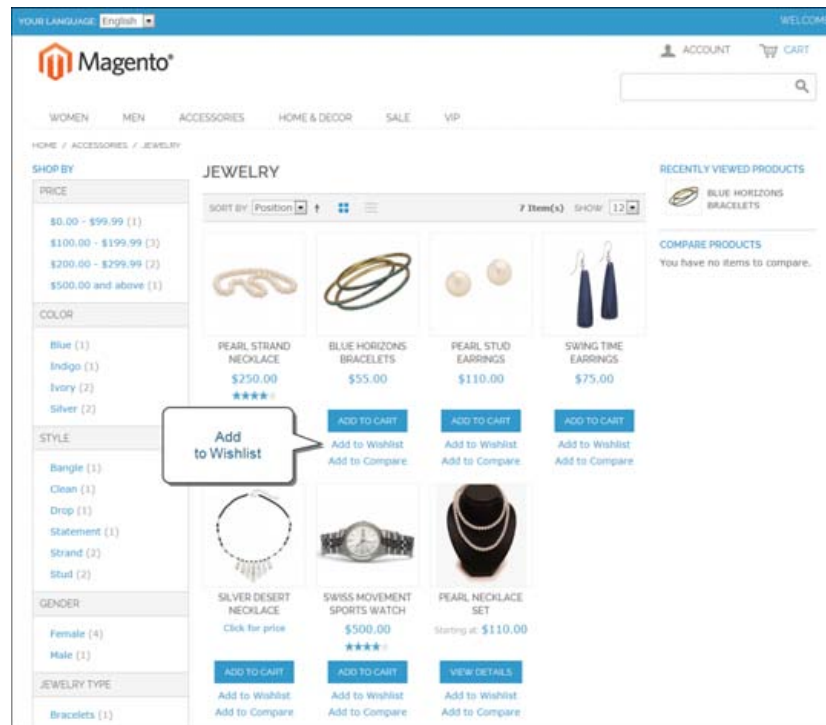 YOUR LANGUAGE: English
WELCOME
Magento®
ACCOUNT CART
WOMEN MEN ACCESSORIES HOME & DECOR SALE VIP
HOME / ACCESSORIES / JEWELRY
SHOP BY
PRICE
$0.00 - $99.99 (1)
$100.00 - $199.99 (3)
$200.00 - $299.99 (2)
$500.00 and above (1)
COLOR
Blue (1)
Indigo (1)
Ivory (2)
Silver (2)
STYLE
Bangle (1)
Clean (1)
Drop (1)
Statement (1)
Strand (2)
Stud (2)
GENDER
Female (4)
Male (1)
JEWELRY TYPE
Bracelets (1)
JEWELRY
SORT BY Position 7 Item(s) SHOW 12
PEARL STRAND
NECKLACE
$250.00
BLUE HORIZONS
BRACELETS
$55.00
ADD TO CART
Add to Wishlist
Add to Compare
PEARL STUD
EARRINGS
$110.00
ADD TO CART
Add to Wishlist
Add to Compare
SWING TIME
EARRINGS
$75.00
ADD TO CART
Add to Wishlist
Add to Compare
Add
to Wishlist
SILVER DESERT
NECKLACE
Click for price
ADD TO CART
Add to Wishlist
Add to Compare
SWISS MOVEMENT
SPORTS WATCH
$500.00
ADD TO CART
Add to Wishlist
Add to Compare
PEARL NECKLACE
SET
Starting at: $110.00
VIEW DETAILS
Add to Wishlist
Add to Compare
RECENTLY VIEWED PRODUCTS
BLUE HORIZONS
BRACELETS
COMPARE PRODUCTS
You have no items to compare.